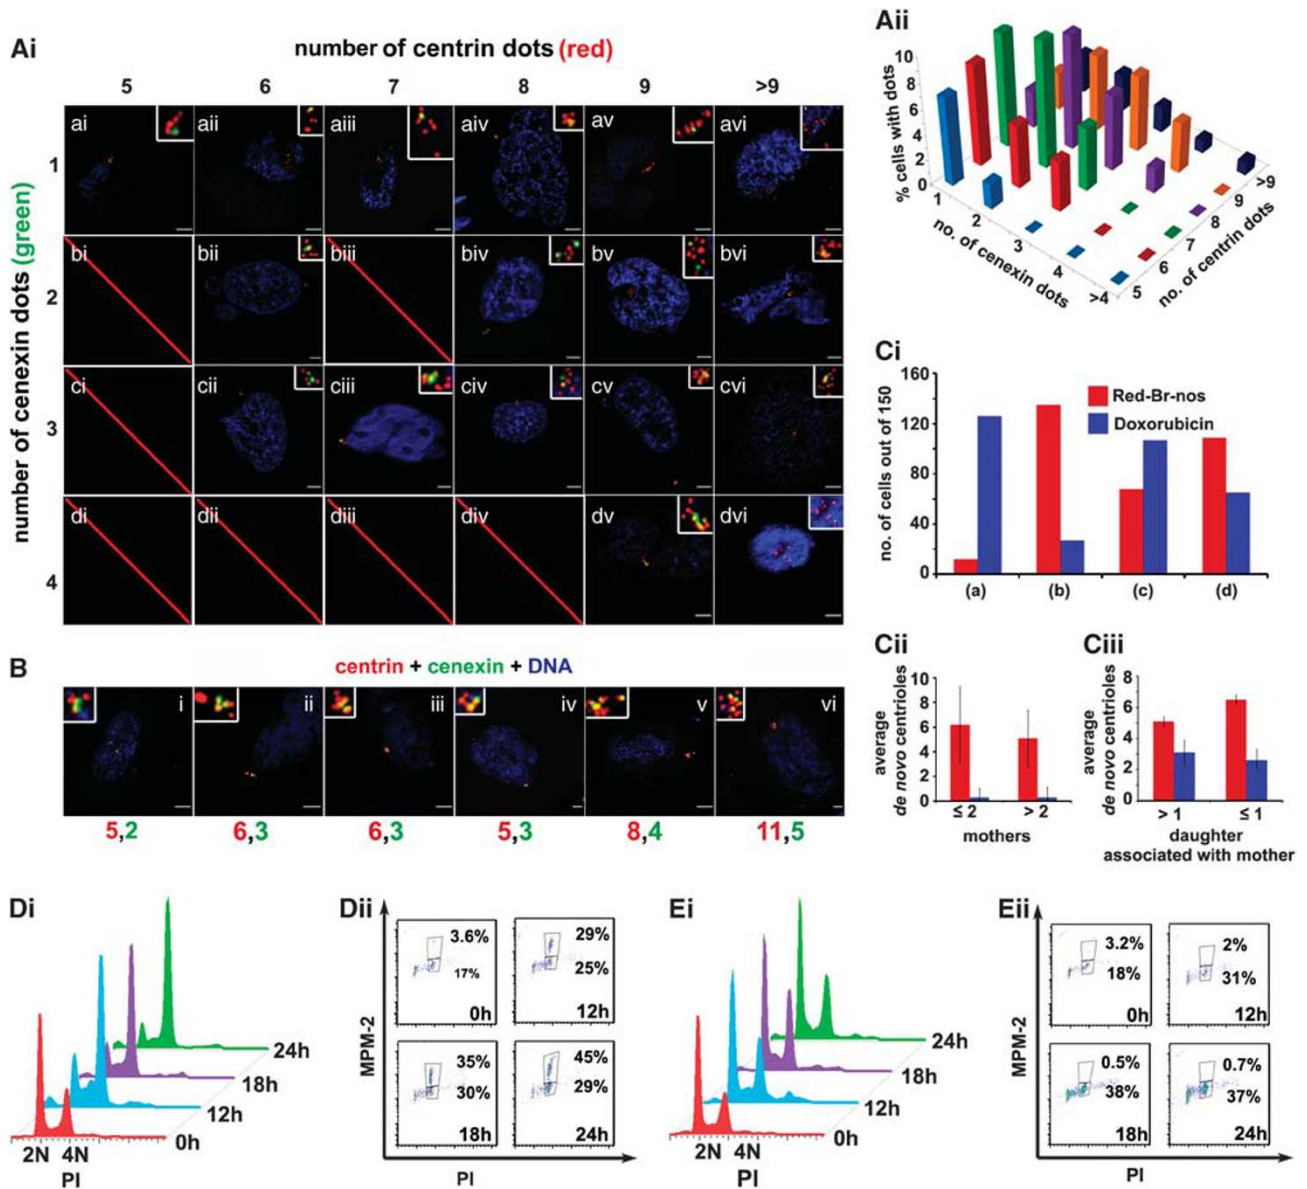 Ai
number of centrin dots (red)
5 6 7 8 9 >9
number of cenexin dots (green)
1
ai aii aiii aiv av avi
2
bi bii biii biv bv bvi
3
ci cii ciii civ cv cvi
4
di dii diii div dv dvi
Aii
% cells with dots
10
8
6
4
2
0
1 2 3 4 >4
no. of cenexin dots
5 6 7 8 9 >9
no. of centrin dots
B
centrin + cenexin + DNA
i ii iii iv v vi
5,2 6,3 6,3 5,3 8,4 11,5
Ci
no. of cells out of 150
160
120
80
40
0
Red-Br-nos
Doxorubicin
(a) (b) (c) (d)
Cii
average
de novo centrioles
10
8
6
4
2
0
≤ 2 > 2
mothers
Ciii
average
de novo centrioles
8
6
4
2
0
> 1 ≤ 1
daughter
associated with mother
Di
24h
18h
12h
0h
2N 4N
PI
Dii
MPM-2
3.6%
17%
0h
29%
25%
12h
35%
30%
18h
45%
29%
24h
PI
Ei
24h
18h
12h
0h
2N 4N
PI
Eii
MPM-2
3.2%
18%
0h
2%
31%
12h
0.5%
38%
18h
0.7%
37%
24h
PI